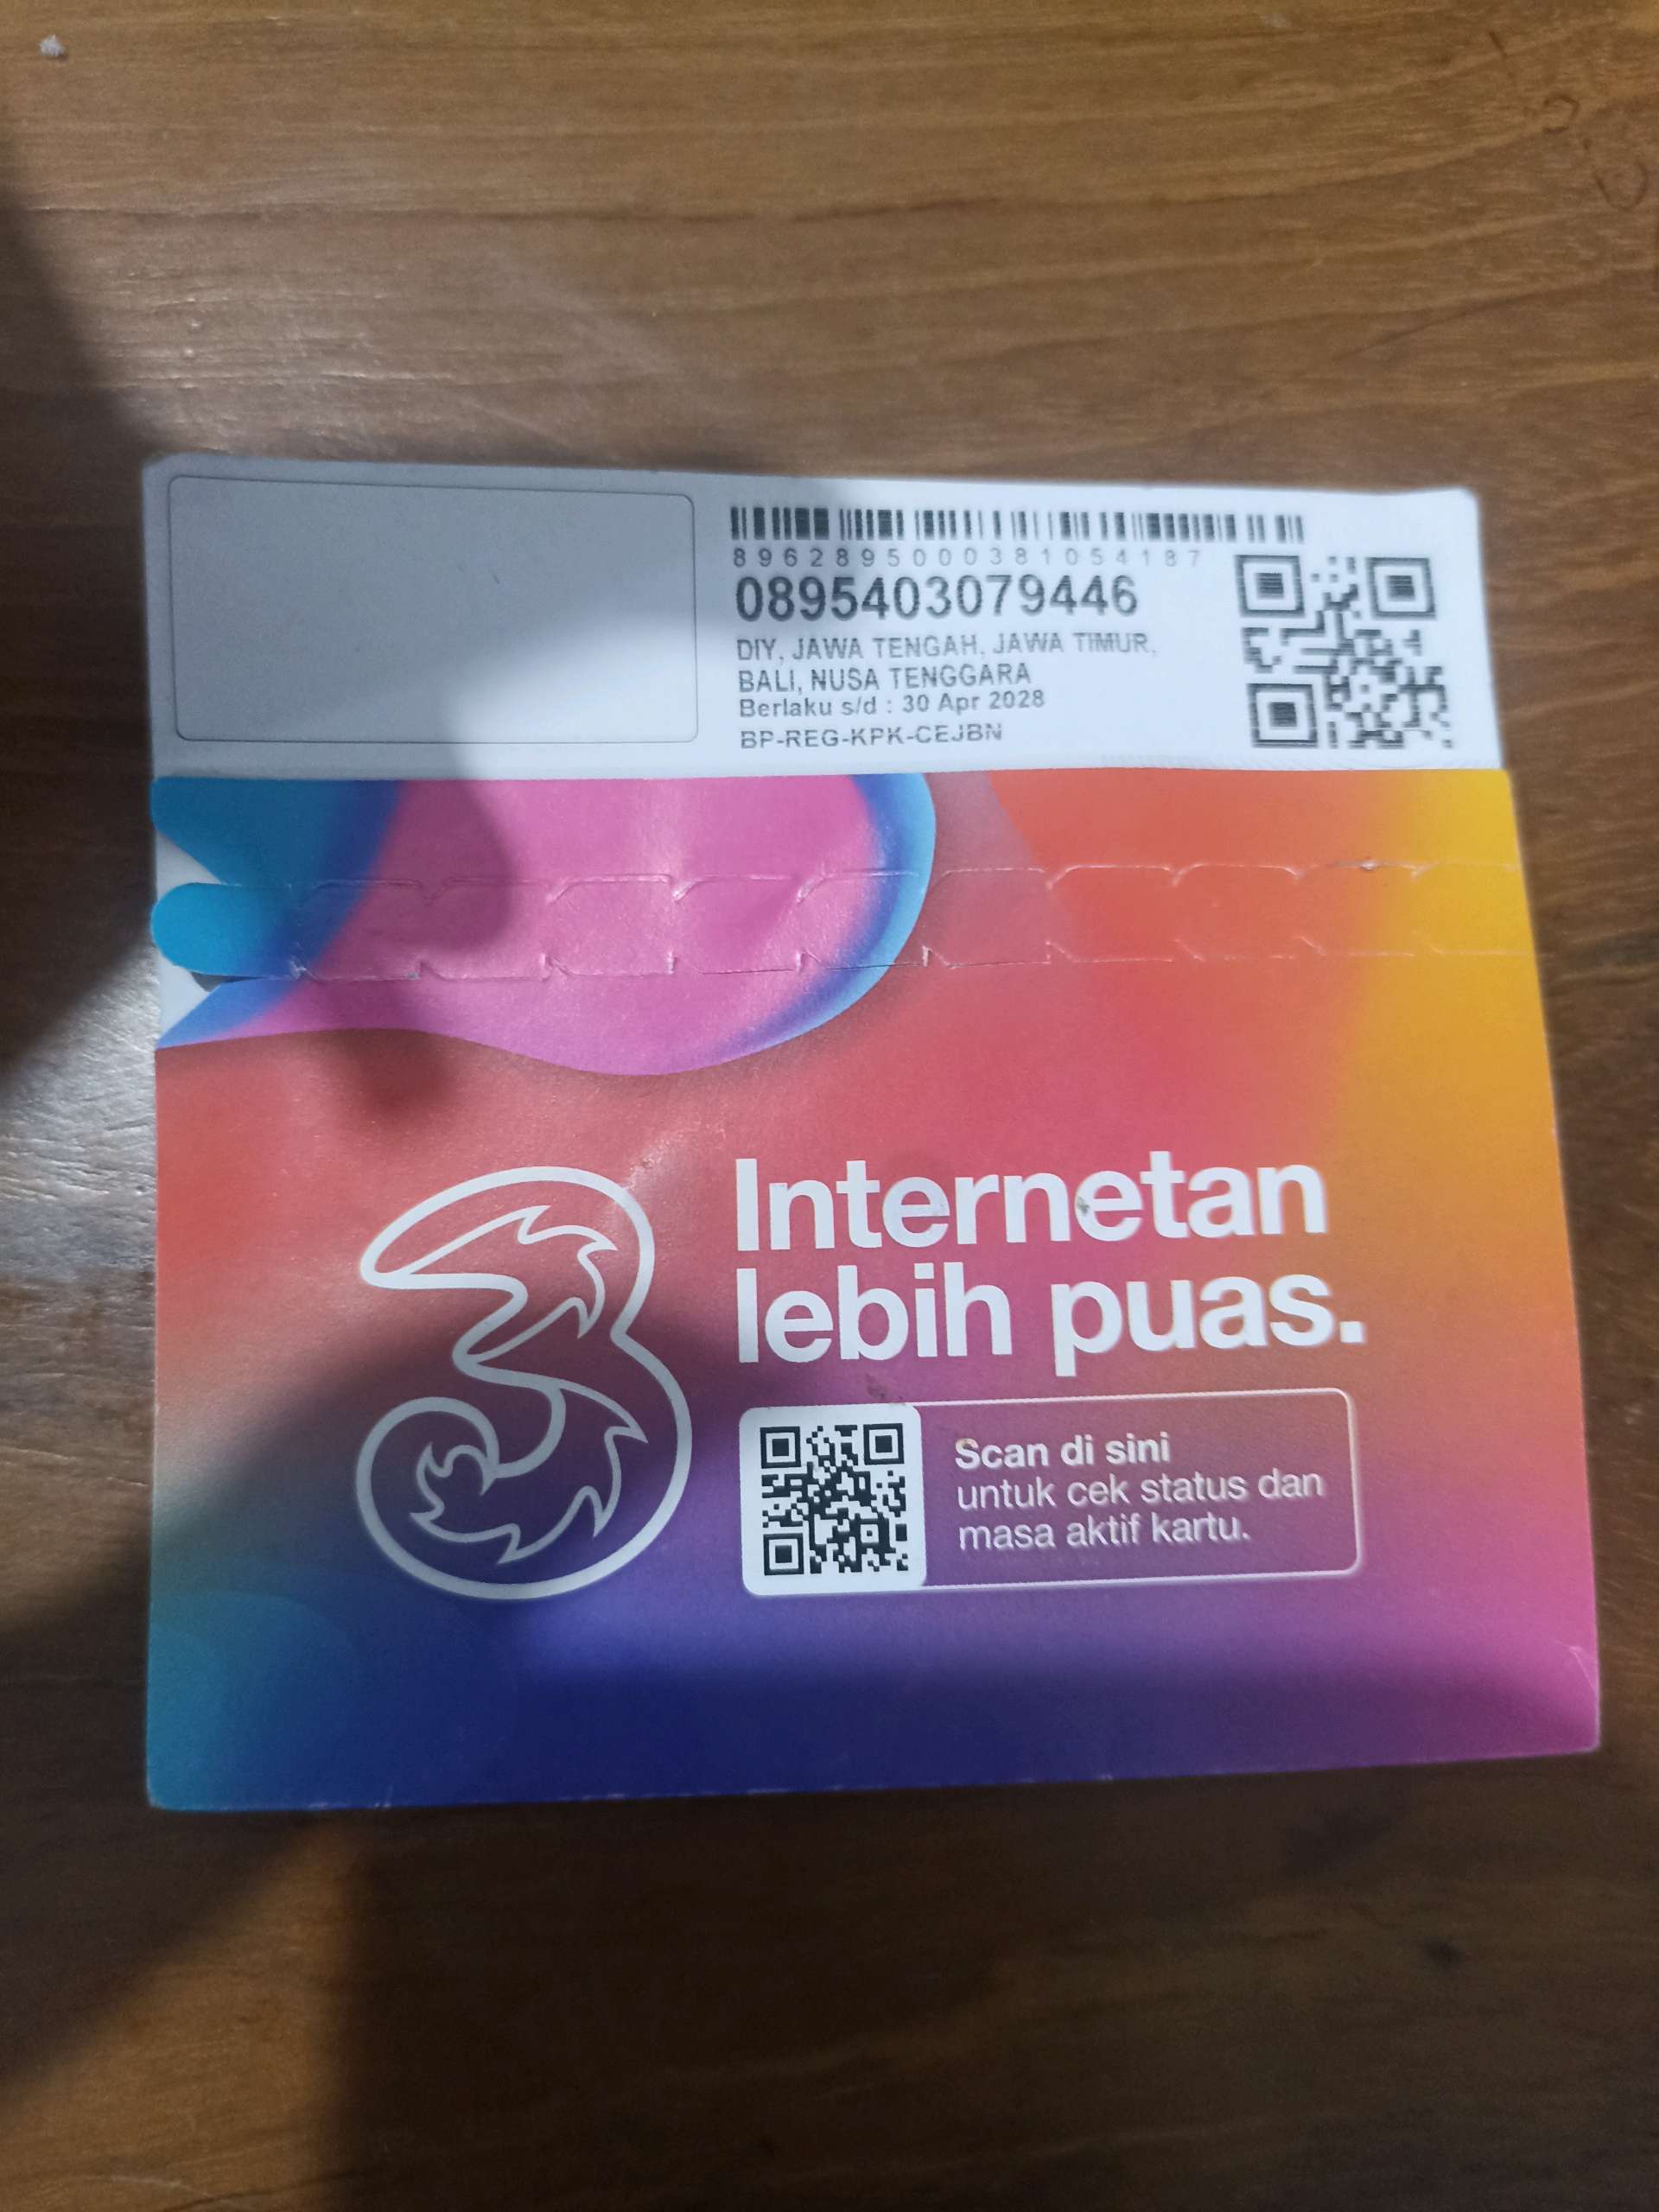 8962895000381054187
0895403079446
DIY, JAWA TENGAH, JAWA TIMUR,
BALI, NUSA TENGGARA
Berlaku s/d : 30 Apr 2028
BP-REG-KPK-CEJBN
3
Internetan
lebih puas.
Scan di sini
untuk cek status dan
masa aktif kartu.